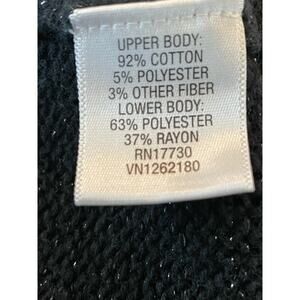 UPPER BODY:
92% COTTON
5% POLYESTER
3% OTHER FIBER
LOWER BODY:
63% POLYESTER
37% RAYON
RN17730
VN1262180